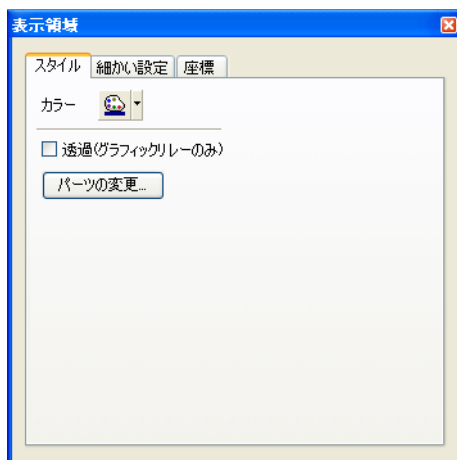 表示領域
スタイル 細かい設定 座標
カラー
透過(グラフィックリレーのみ)
パーツの変更...